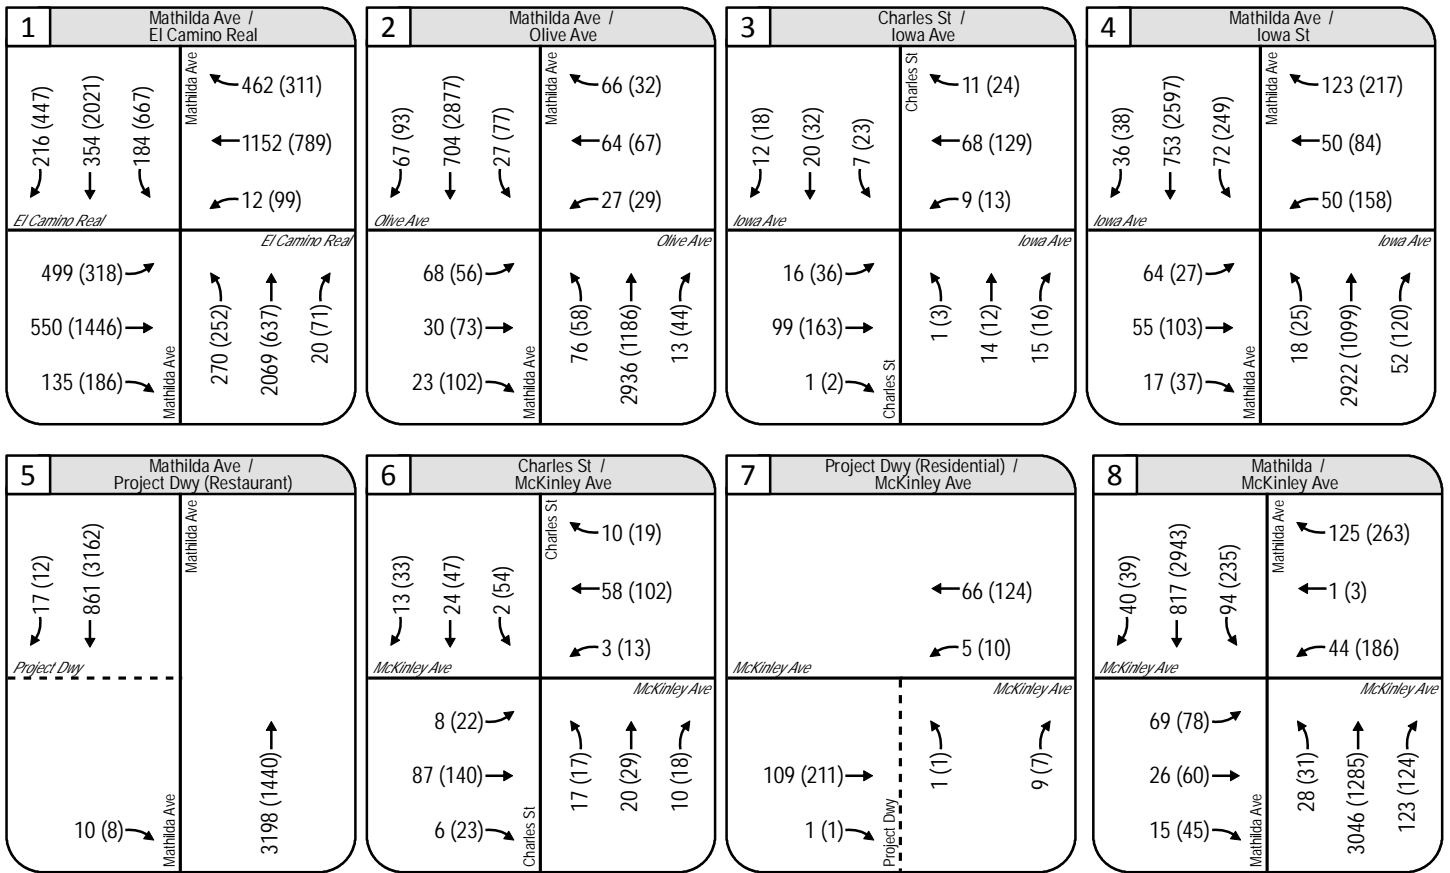 1
Mathilda Ave /
El Camino Real
216 (447)
354 (2021)
184 (667)
Mathilda Ave
462 (311)
1152 (789)
12 (99)
El Camino Real
El Camino Real
499 (318)
550 (1446)
135 (186)
Mathilda Ave
270 (252)
2069 (637)
20 (71)
2
Mathilda Ave /
Olive Ave
67 (93)
704 (2877)
27 (77)
Mathilda Ave
66 (32)
64 (67)
27 (29)
Olive Ave
Olive Ave
68 (56)
30 (73)
23 (102)
Mathilda Ave
76 (58)
2936 (1186)
13 (44)
3
Charles St /
Iowa Ave
12 (18)
20 (32)
7 (23)
Charles St
11 (24)
68 (129)
9 (13)
Iowa Ave
Iowa Ave
16 (36)
99 (163)
1 (2)
Charles St
1 (3)
14 (12)
15 (16)
4
Mathilda Ave /
Iowa St
36 (38)
753 (2597)
72 (249)
Mathilda Ave
123 (217)
50 (84)
50 (158)
Iowa Ave
Iowa Ave
64 (27)
55 (103)
17 (37)
Mathilda Ave
18 (25)
2922 (1099)
52 (120)
5
Mathilda Ave /
Project Dwy (Restaurant)
17 (12)
861 (3162)
Mathilda Ave
Project Dwy
10 (8)
Mathilda Ave
3198 (1440)
6
Charles St /
McKinley Ave
13 (33)
24 (47)
2 (54)
Charles St
10 (19)
58 (102)
3 (13)
McKinley Ave
McKinley Ave
8 (22)
87 (140)
6 (23)
Charles St
17 (17)
20 (29)
10 (18)
7
Project Dwy (Residential) /
McKinley Ave
66 (124)
5 (10)
McKinley Ave
McKinley Ave
109 (211)
1 (1)
Project Dwy
1 (1)
9 (7)
8
Mathilda /
McKinley Ave
40 (39)
817 (2943)
94 (235)
Mathilda Ave
125 (263)
1 (3)
44 (186)
McKinley Ave
McKinley Ave
69 (78)
26 (60)
15 (45)
Mathilda Ave
28 (31)
3046 (1285)
123 (124)